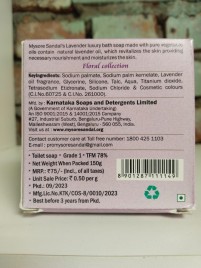 Mysore Sandal's Lavender luxury bath soap made with pure vegetable
oils contain natural lavender oil, which revitalizes the skin providing
necessary nourishment and moisturizes the skin.
Floral collection
Key Ingredients: Sodium palmate, Sodium palm kernelate, Lavender
oil Fragrance, Glycerine, Silicone, Talc, Aqua, Titanium dioxide,
Tetrasodium Etidronate, Sodium Chloride & Cosmetic colours
(C.I.No.60725 & C.I. No. 261000)
Mfd. by : Karnataka Soaps and Detergents Limited
(A Government of Karnataka Undertaking)
An ISO:9001-2015 & 14001:2015 Company
#27, Industrial Suburb, Bengaluru-Pune Highway,
Malleshwaram (West), Bengaluru - 560 055, India.
Visit us at : www.mysoresandal.org
Contact customer care at Toll free number: 1800 425 1103
E-mail : prsmysoresandal@gmail.com
• Toilet soap • Grade 1 • TFM 78%
• Net Weight When Packed 150g
• MRP.: ₹75/- (Incl., of all taxes)
• Unit Sale Price: ₹ 0.50 per g
• Pkd.: 09/2023
• Mfg.Lic.No.KTK/COS-8/0010/2023
• Best before 3 years from Pkd.
8901287111149